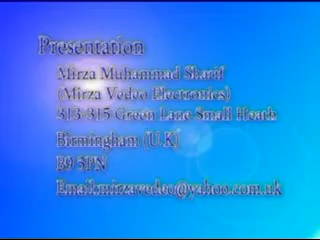 Presentation
Mirza Muhammad Sharif
(Mirza Vedeo Electronics)
313-315 Green Lane Small Heath
Birmingham (U.K)
B9 5PN
Email:mirzavedeo@yahoo.com.uk